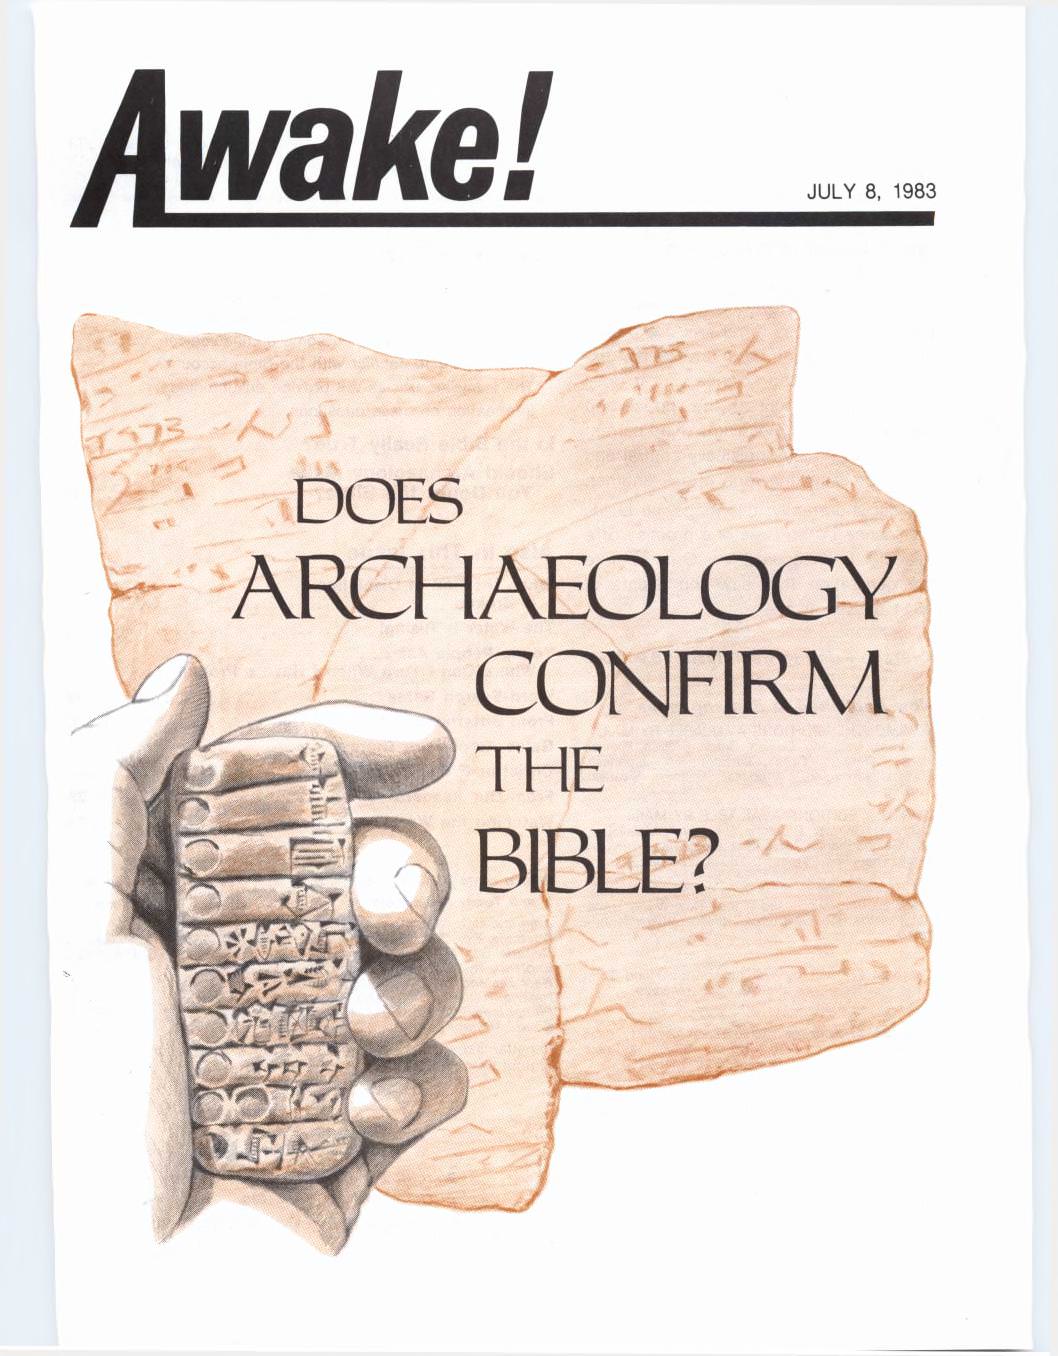 Awake!
JULY 8, 1983
DOES
ARCHAEOLOGY
CONFIRM
THE
BIBLE?